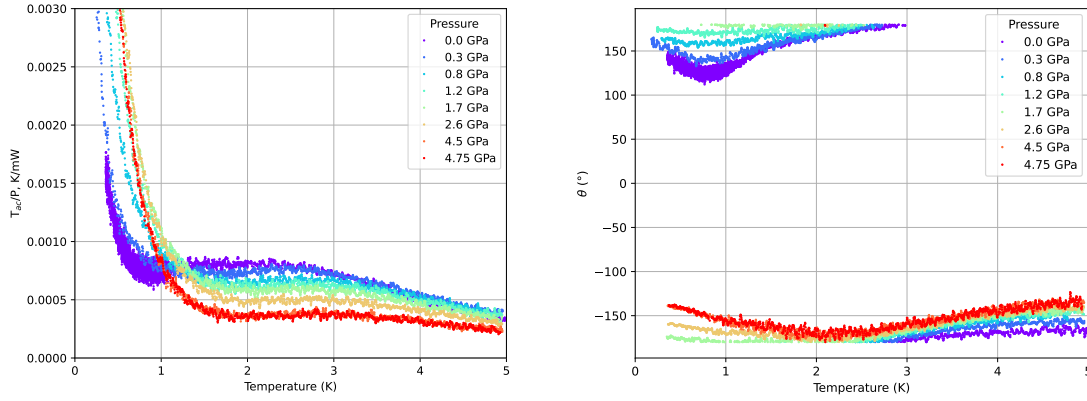 0.0030
0.0025
0.0020
0.0015
0.0010
0.0005
0.0000
T_ac/P, K/mW
0 1 2 3 4 5
Temperature (K)
Pressure
0.0 GPa
0.3 GPa
0.8 GPa
1.2 GPa
1.7 GPa
2.6 GPa
4.5 GPa
4.75 GPa
150
100
50
0
−50
−100
−150
θ (°)
0 1 2 3 4 5
Temperature (K)
Pressure
0.0 GPa
0.3 GPa
0.8 GPa
1.2 GPa
1.7 GPa
2.6 GPa
4.5 GPa
4.75 GPa